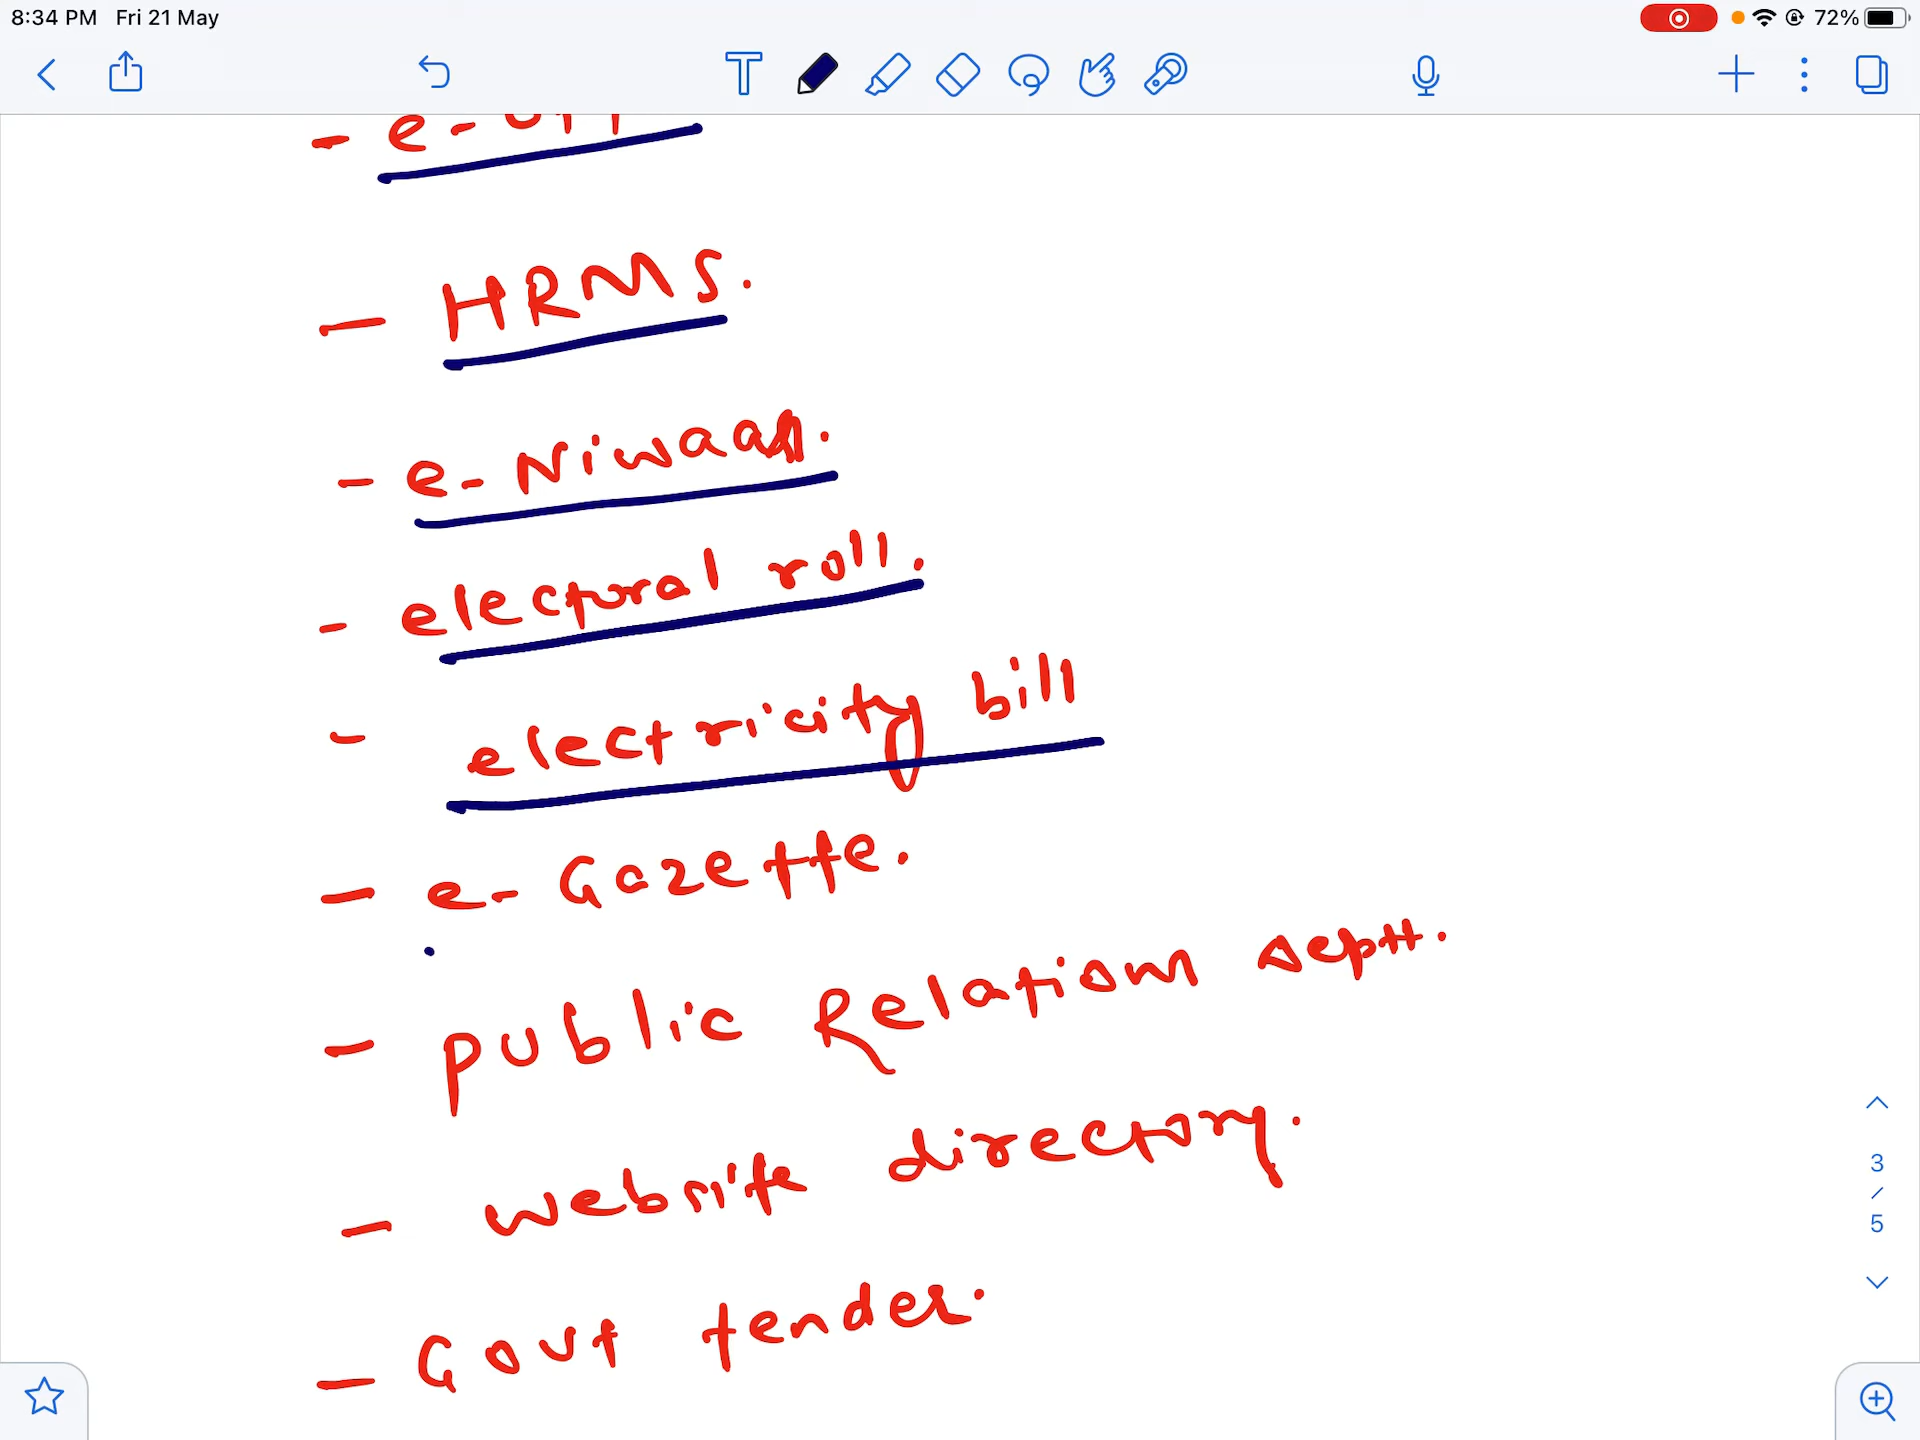 8:34 PM Fri 21 May 72%
T
- e-
- HRMS.
- e-Niwaas.
- electoral roll.
- electricity bill
- e-Gazette.
- public Relation Deptt.
- website directory.
3
/
5
- Govt tender.